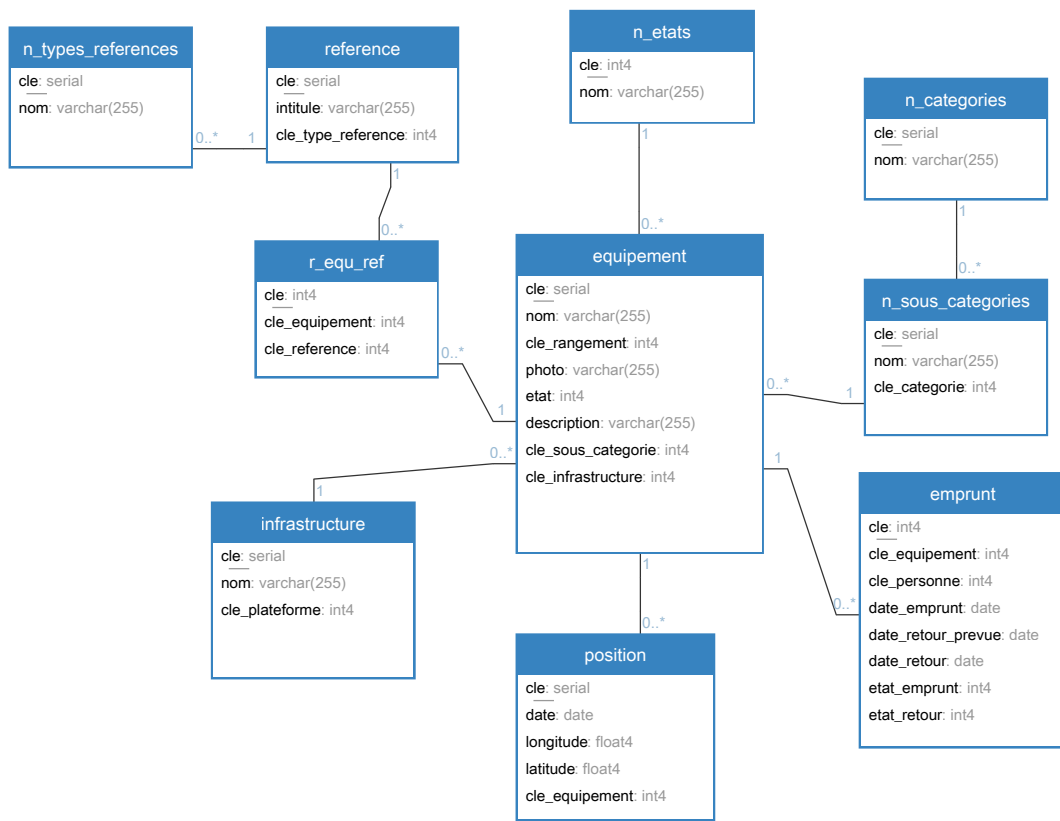 n_types_references
cle: serial
nom: varchar(255)
0..*
1
reference
cle: serial
intitule: varchar(255)
cle_type_reference: int4
1
0..*
n_etats
cle: int4
nom: varchar(255)
1
0..*
n_categories
cle: serial
nom: varchar(255)
1
0..*
r_equ_ref
cle: int4
cle_equipement: int4
cle_reference: int4
0..*
1
equipement
cle: serial
nom: varchar(255)
cle_rangement: int4
photo: varchar(255)
etat: int4
description: varchar(255)
cle_sous_categorie: int4
cle_infrastructure: int4
n_sous_categories
cle: serial
nom: varchar(255)
cle_categorie: int4
0..*
1
0..*
1
infrastructure
cle: serial
nom: varchar(255)
cle_plateforme: int4
1
0..*
emprunt
cle: int4
cle_equipement: int4
cle_personne: int4
date_emprunt: date
date_retour_prevue: date
date_retour: date
etat_emprunt: int4
etat_retour: int4
1
0..*
position
cle: serial
date: date
longitude: float4
latitude: float4
cle_equipement: int4